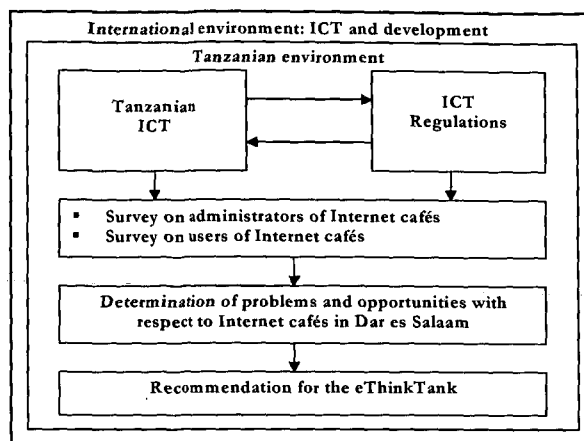 International environment: ICT and development
Tanzanian environment
Tanzanian
ICT
ICT
Regulations
▪ Survey on administrators of Internet cafés
▪ Survey on users of Internet cafés
Determination of problems and opportunities with
respect to Internet cafés in Dar es Salaam
Recommendation for the eThinkTank